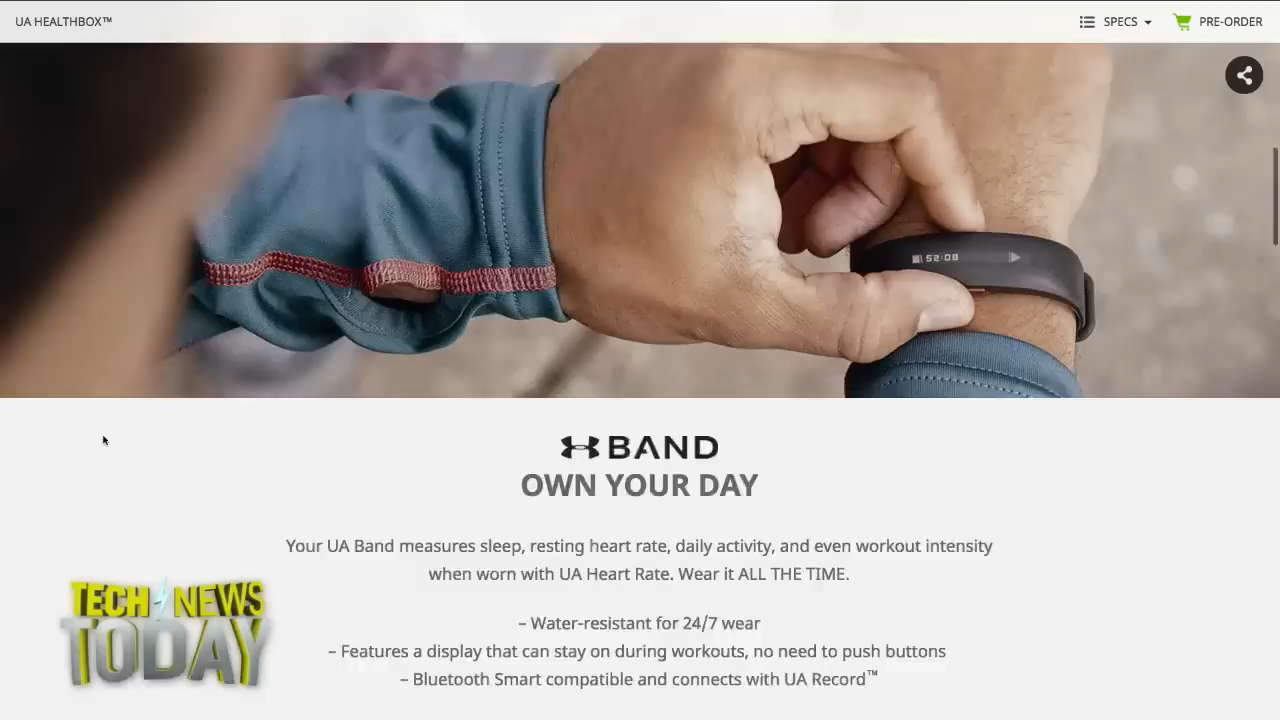 UA HEALTHBOX™
SPECS
PRE-ORDER
52:08
BAND
OWN YOUR DAY
Your UA Band measures sleep, resting heart rate, daily activity, and even workout intensity
when worn with UA Heart Rate. Wear it ALL THE TIME.
– Water-resistant for 24/7 wear
– Features a display that can stay on during workouts, no need to push buttons
– Bluetooth Smart compatible and connects with UA Record™
TECH NEWS
TODAY